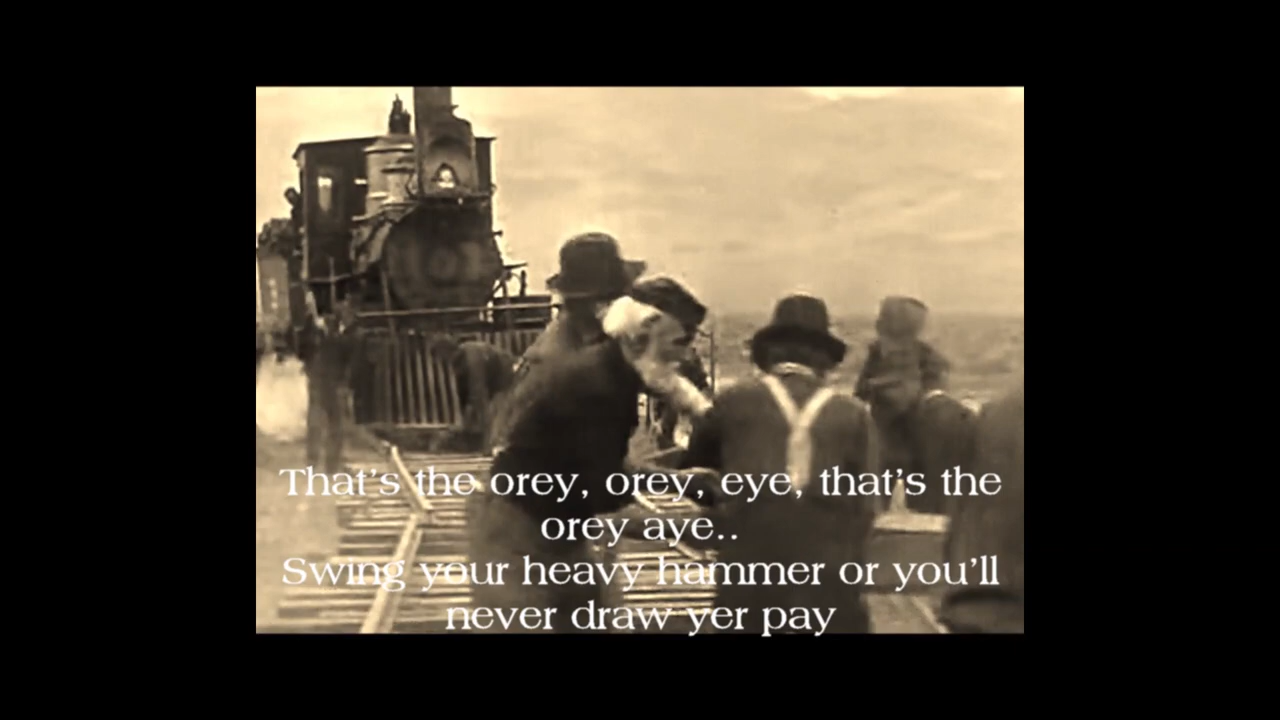 That's the orey, orey, eye, that's the
orey aye..
Swing your heavy hammer or you'll
never draw yer pay